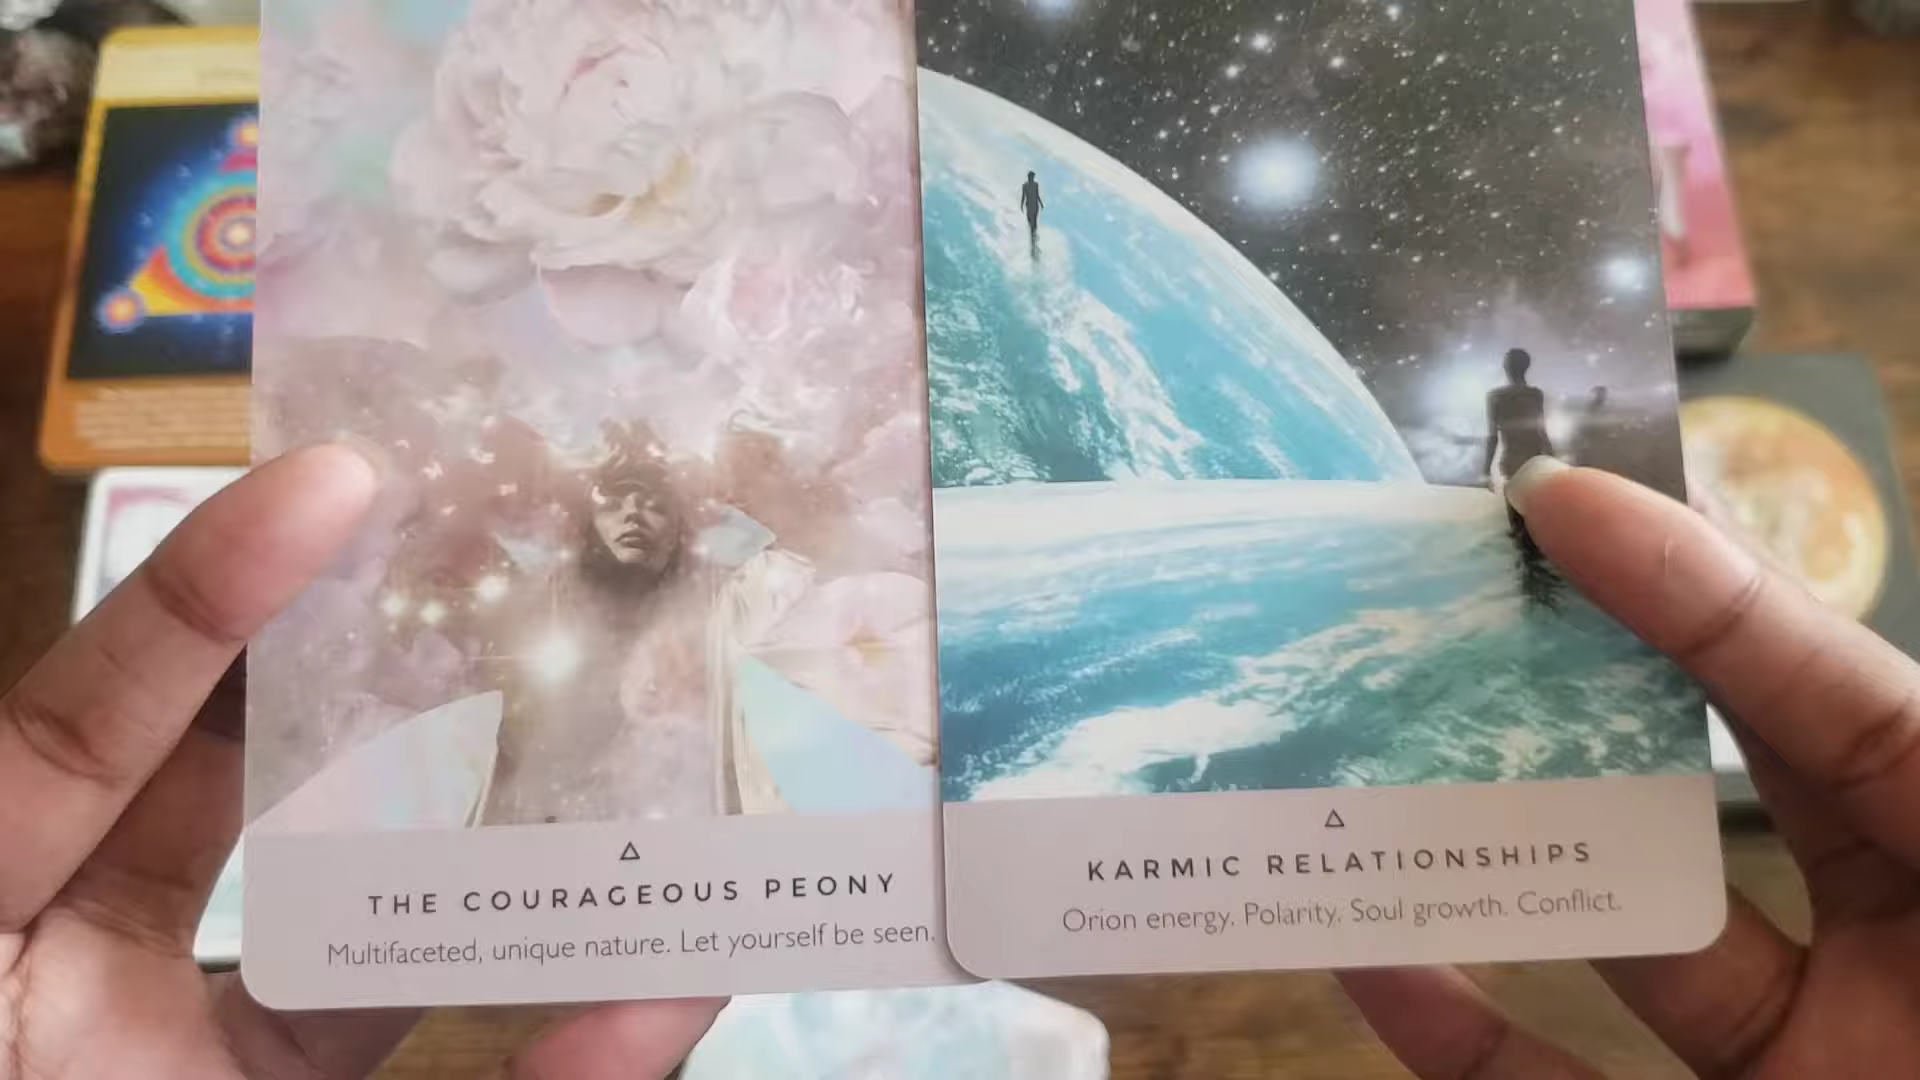 THE COURAGEOUS PEONY
Multifaceted, unique nature. Let yourself be seen.
KARMIC RELATIONSHIPS
Orion energy. Polarity. Soul growth. Conflict.